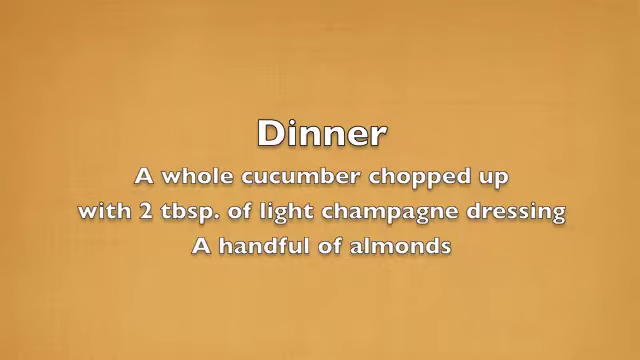 Dinner
A whole cucumber chopped up
with 2 tbsp. of light champagne dressing
A handful of almonds